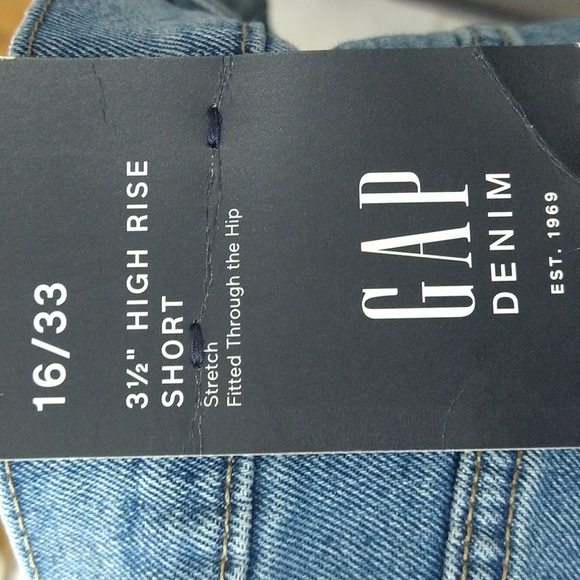 16/33
3½" HIGH RISE
SHORT
Stretch
Fitted Through the Hip
GAP
DENIM
EST. 1969